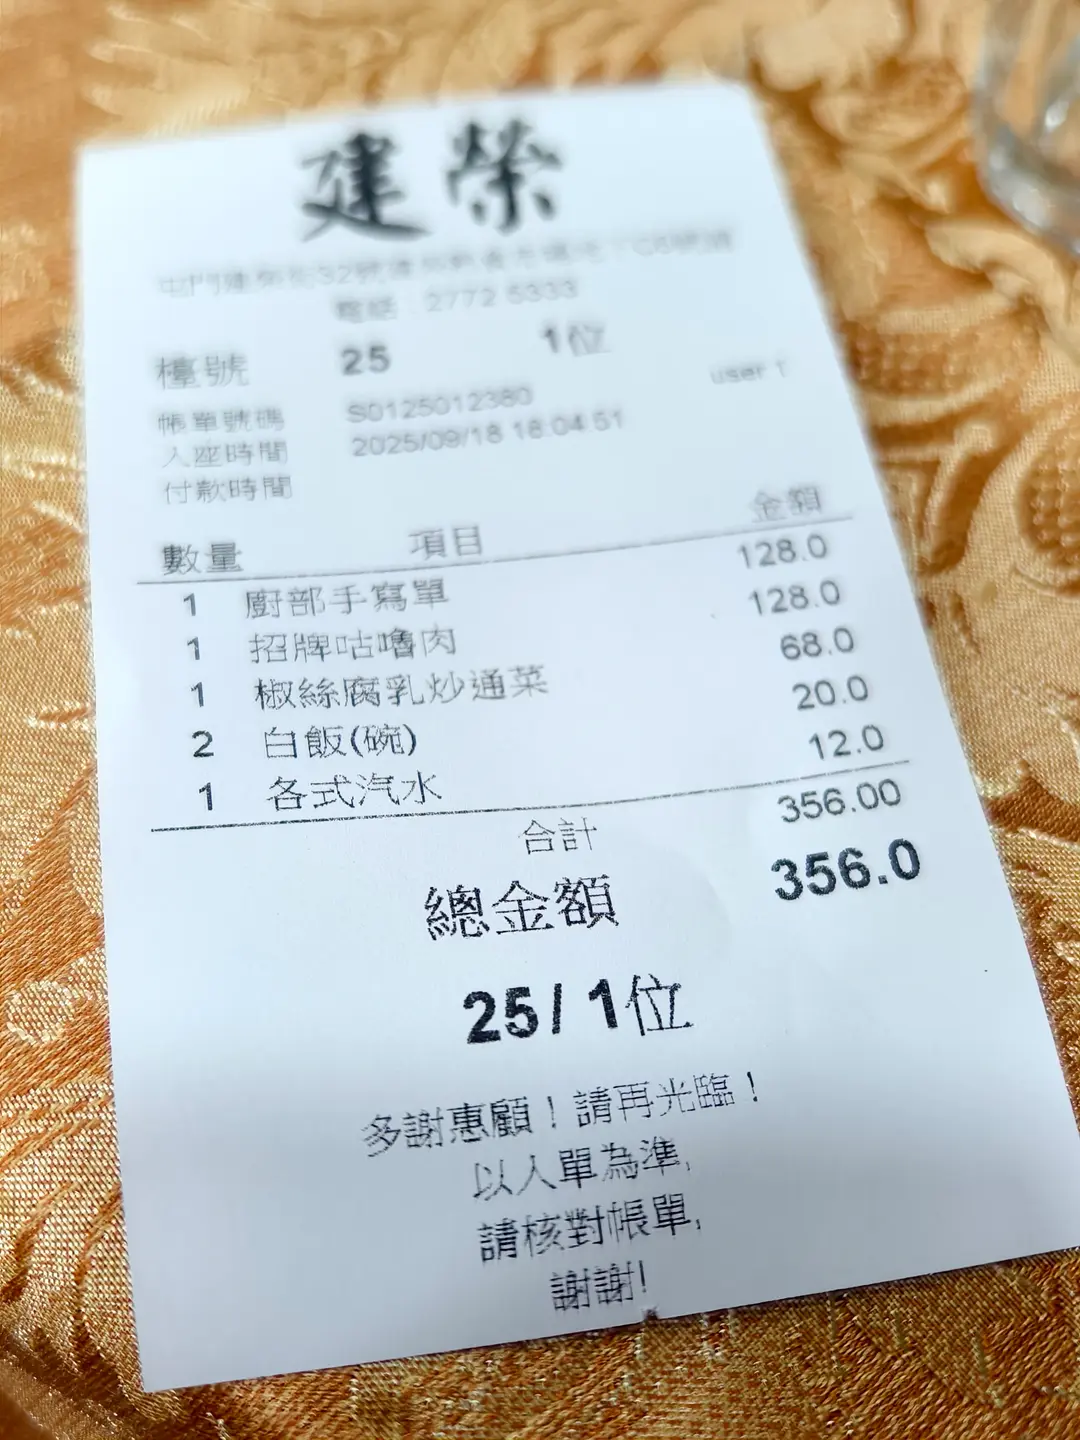 建榮
電話：2772 5333
檯號 25 1位
帳單號碼 S0125012380 user 1
入座時間 2025/09/18 18:04:51
付款時間
數量 項目 金額
1 廚部手寫單 128.0
1 招牌咕嚕肉 128.0
1 椒絲腐乳炒通菜 68.0
2 白飯(碗) 20.0
1 各式汽水 12.0
合計 356.00
總金額 356.0
25/ 1位
多謝惠顧！請再光臨！
以人單為準,
請核對帳單,
謝謝!